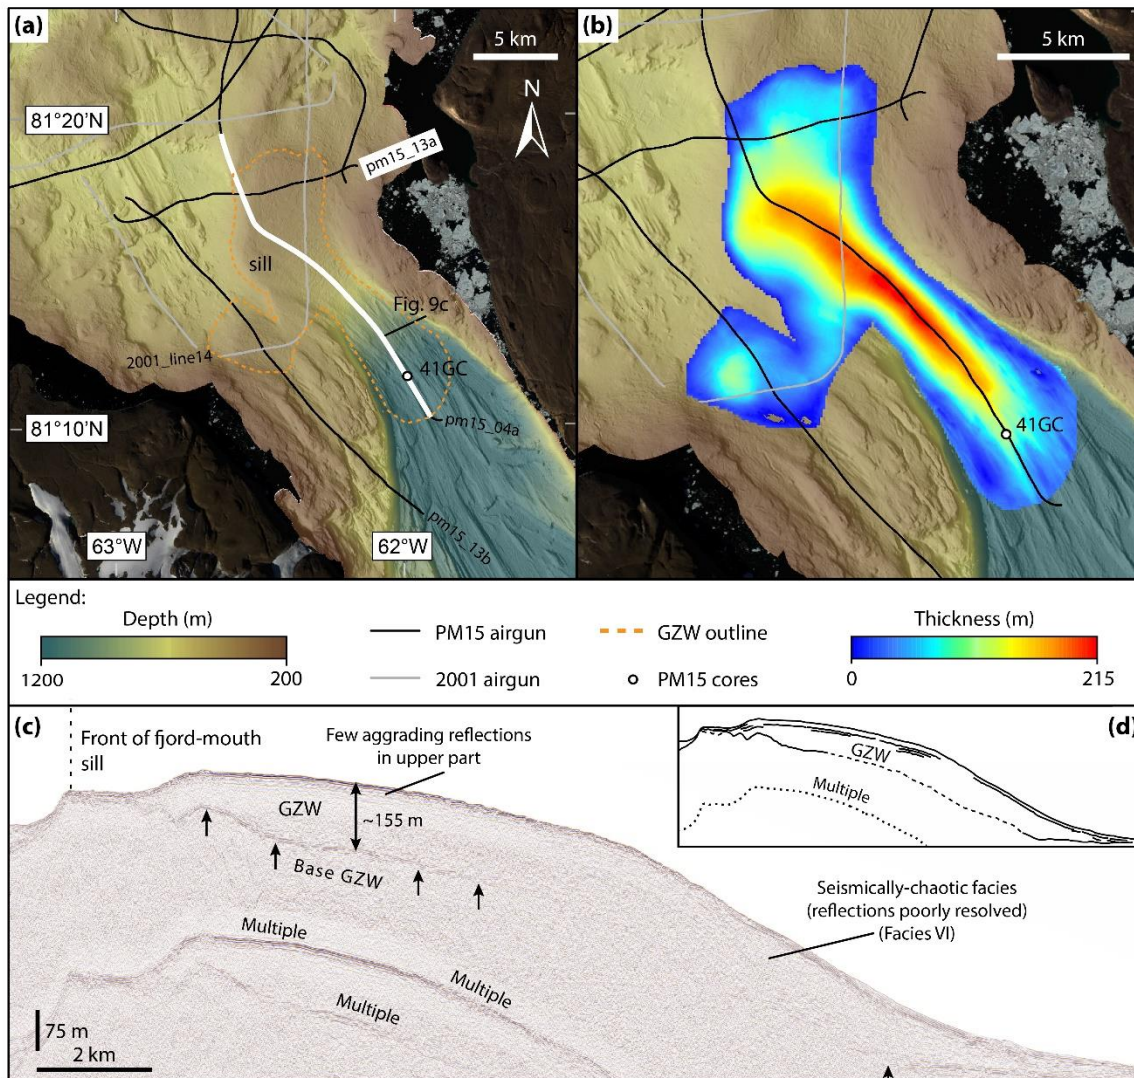 (a)
5 km
N
81°20’N
pm15_13a
sill
Fig. 9c
2001_line14
41GC
pm15_04a
81°10’N
pm15_13b
63°W
62°W
(b)
5 km
41GC
Legend:
Depth (m)
1200
200
PM15 airgun
2001 airgun
GZW outline
PM15 cores
Thickness (m)
0
215
(c)
Front of fjord-mouth
sill
Few aggrading reflections
in upper part
GZW
~155 m
Base GZW
Multiple
Multiple
Multiple
Seismically-chaotic facies
(reflections poorly resolved)
(Facies VI)
75 m
2 km
(d)
GZW
Multiple